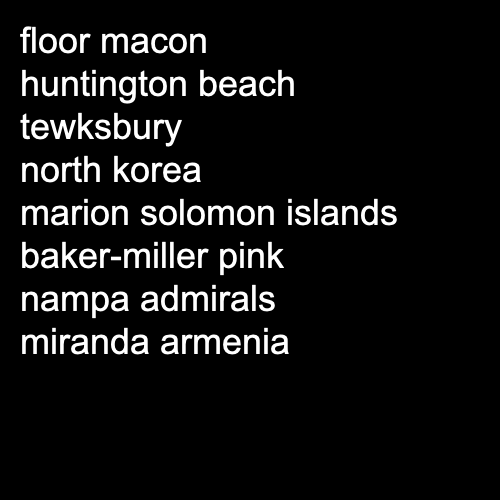 floor macon
huntington beach
tewksbury
north korea
marion solomon islands
baker-miller pink
nampa admirals
miranda armenia